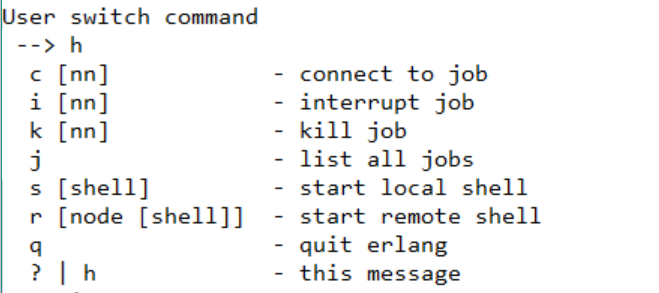 User switch command
 --> h
  c [nn]            - connect to job
  i [nn]            - interrupt job
  k [nn]            - kill job
  j                 - list all jobs
  s [shell]         - start local shell
  r [node [shell]]  - start remote shell
  q                 - quit erlang
  ? | h             - this message